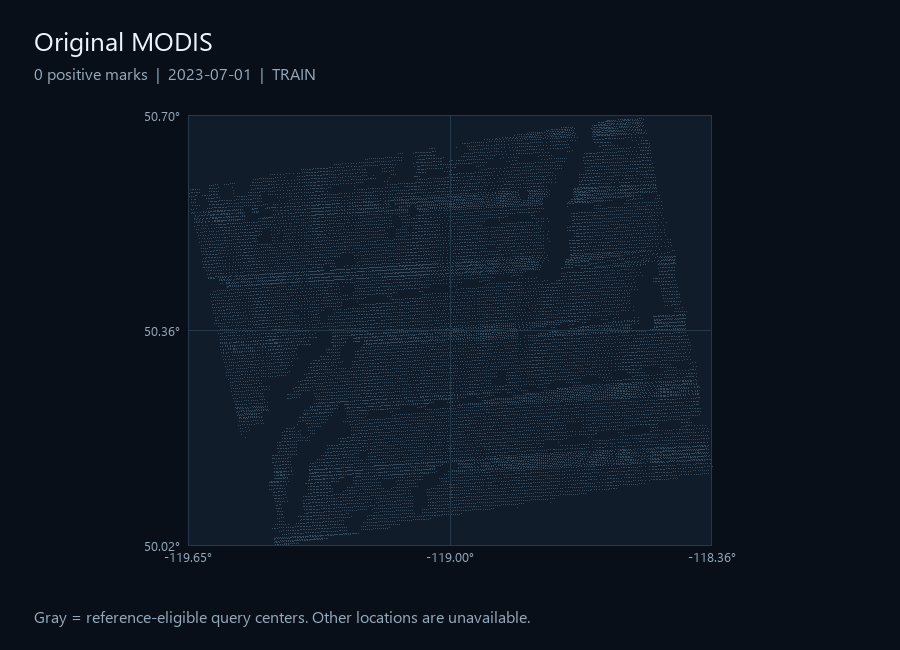 Original MODIS
0 positive marks | 2023-07-01 | TRAIN
50.70°
50.36°
50.02°
-119.65° -119.00° -118.36°
Gray = reference-eligible query centers. Other locations are unavailable.